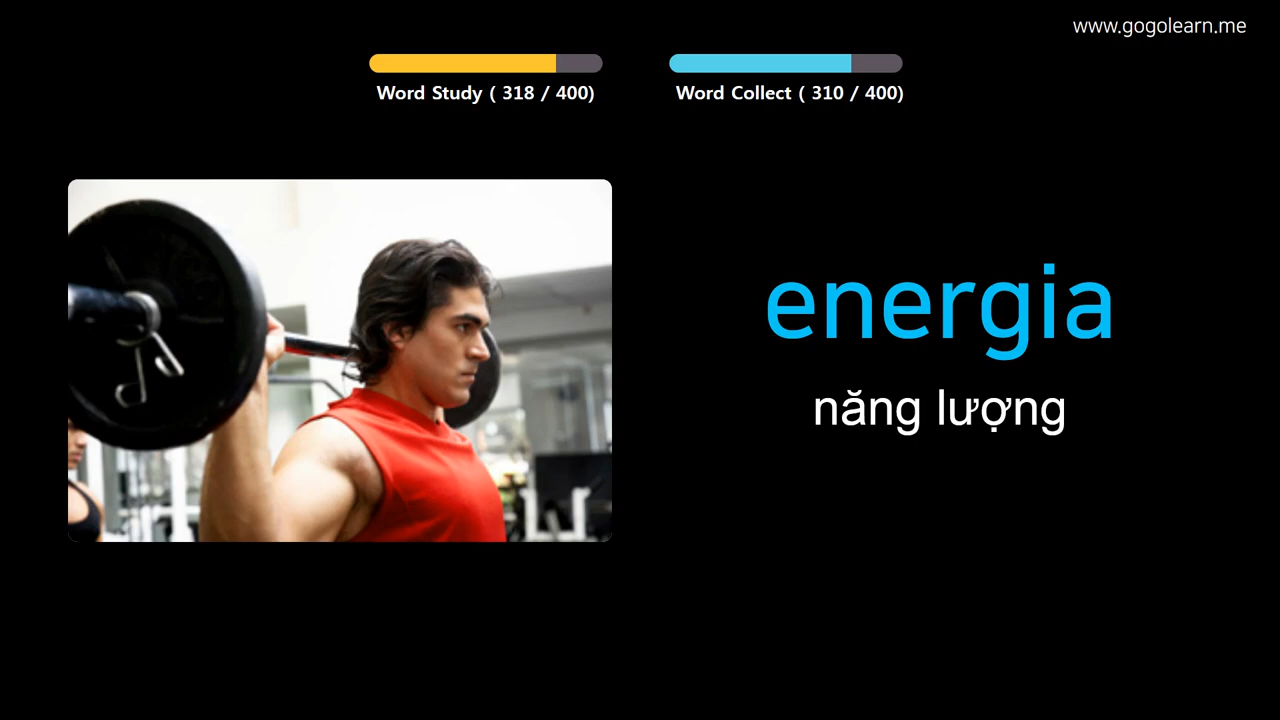 www.gogolearn.me
Word Study ( 318 / 400)
Word Collect ( 310 / 400)
energia
năng lượng